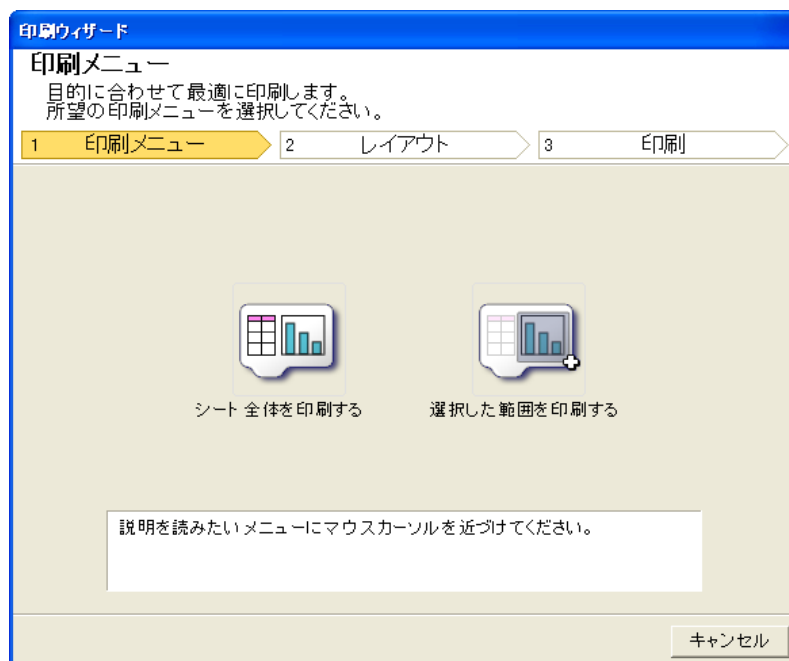 印刷ウィザード
印刷メニュー
目的に合わせて最適に印刷します。
所望の印刷メニューを選択してください。
1 印刷メニュー 2 レイアウト 3 印刷
シート全体を印刷する 選択した範囲を印刷する
説明を読みたいメニューにマウスカーソルを近づけてください。
キャンセル